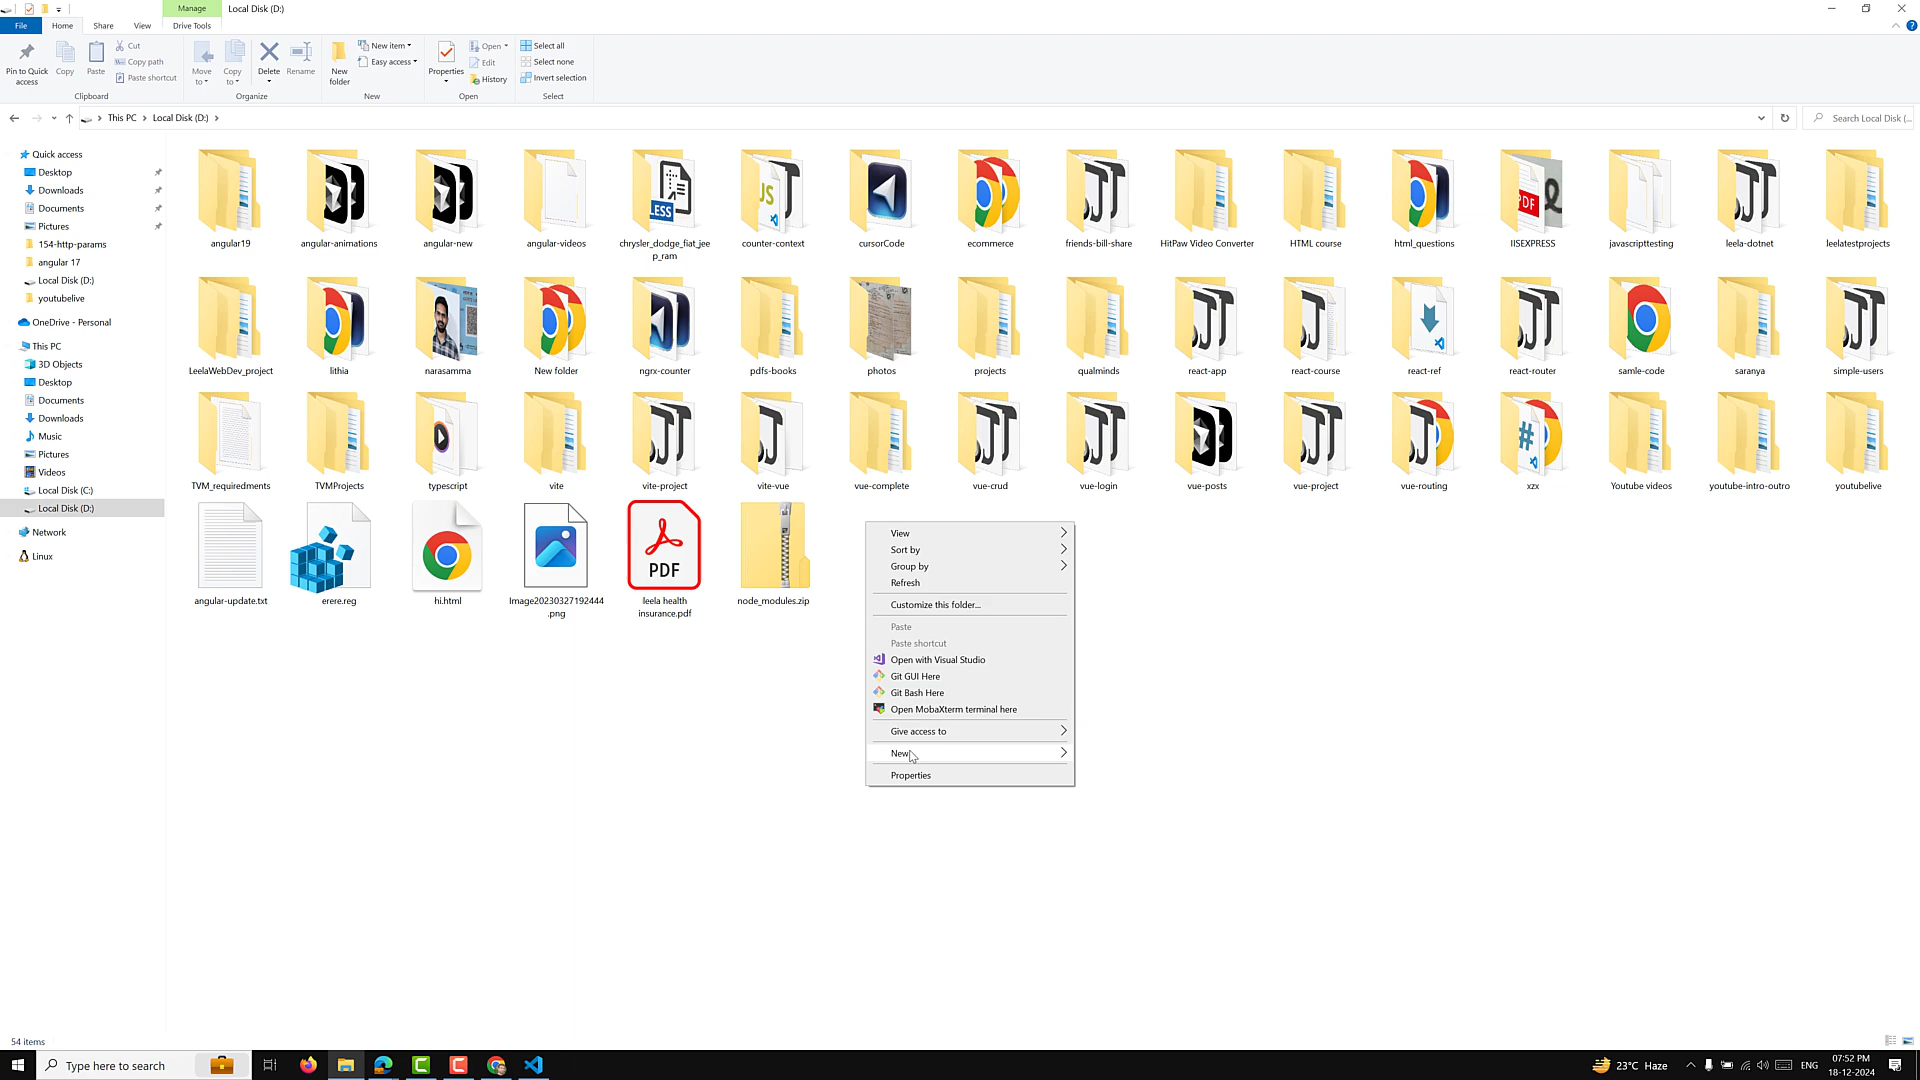 Manage
Local Disk (D:)
File
Home
Share
View
Drive Tools
Pin to Quick
access
Copy
Paste
Cut
Copy path
Paste shortcut
Clipboard
Move
to
Copy
to
Delete
Rename
Organize
New
folder
New item
Easy access
New
Properties
Open
Edit
History
Open
Select all
Select none
Invert selection
Select
This PC
Local Disk (D:)
Search Local Disk (...
Quick access
Desktop
Downloads
Documents
Pictures
154-http-params
angular 17
Local Disk (D:)
youtubelive
OneDrive - Personal
This PC
3D Objects
Desktop
Documents
Downloads
Music
Pictures
Videos
Local Disk (C:)
Local Disk (D:)
Network
Linux
LESS
JS
PDF
angular19
angular-animations
angular-new
angular-videos
chrysler_dodge_fiat_jee
p_ram
counter-context
cursorCode
ecommerce
friends-bill-share
HitPaw Video Converter
HTML course
html_questions
IISEXPRESS
javascripttesting
leela-dotnet
leelatestprojects
LeelaWebDev_project
lithia
narasamma
New folder
ngrx-counter
pdfs-books
photos
projects
qualminds
react-app
react-course
react-ref
react-router
samle-code
saranya
simple-users
TVM_requiredments
TVMProjects
typescript
vite
vite-project
vite-vue
vue-complete
vue-crud
vue-login
vue-posts
vue-project
vue-routing
xzx
Youtube videos
youtube-intro-outro
youtubelive
PDF
angular-update.txt
erere.reg
hi.html
Image20230327192444
.png
leela health
insurance.pdf
node_modules.zip
View
Sort by
Group by
Refresh
Customize this folder...
Paste
Paste shortcut
Open with Visual Studio
Git GUI Here
Git Bash Here
Open MobaXterm terminal here
Give access to
New
Properties
54 items
Type here to search
23°C Haze
ENG
07:52 PM
18-12-2024